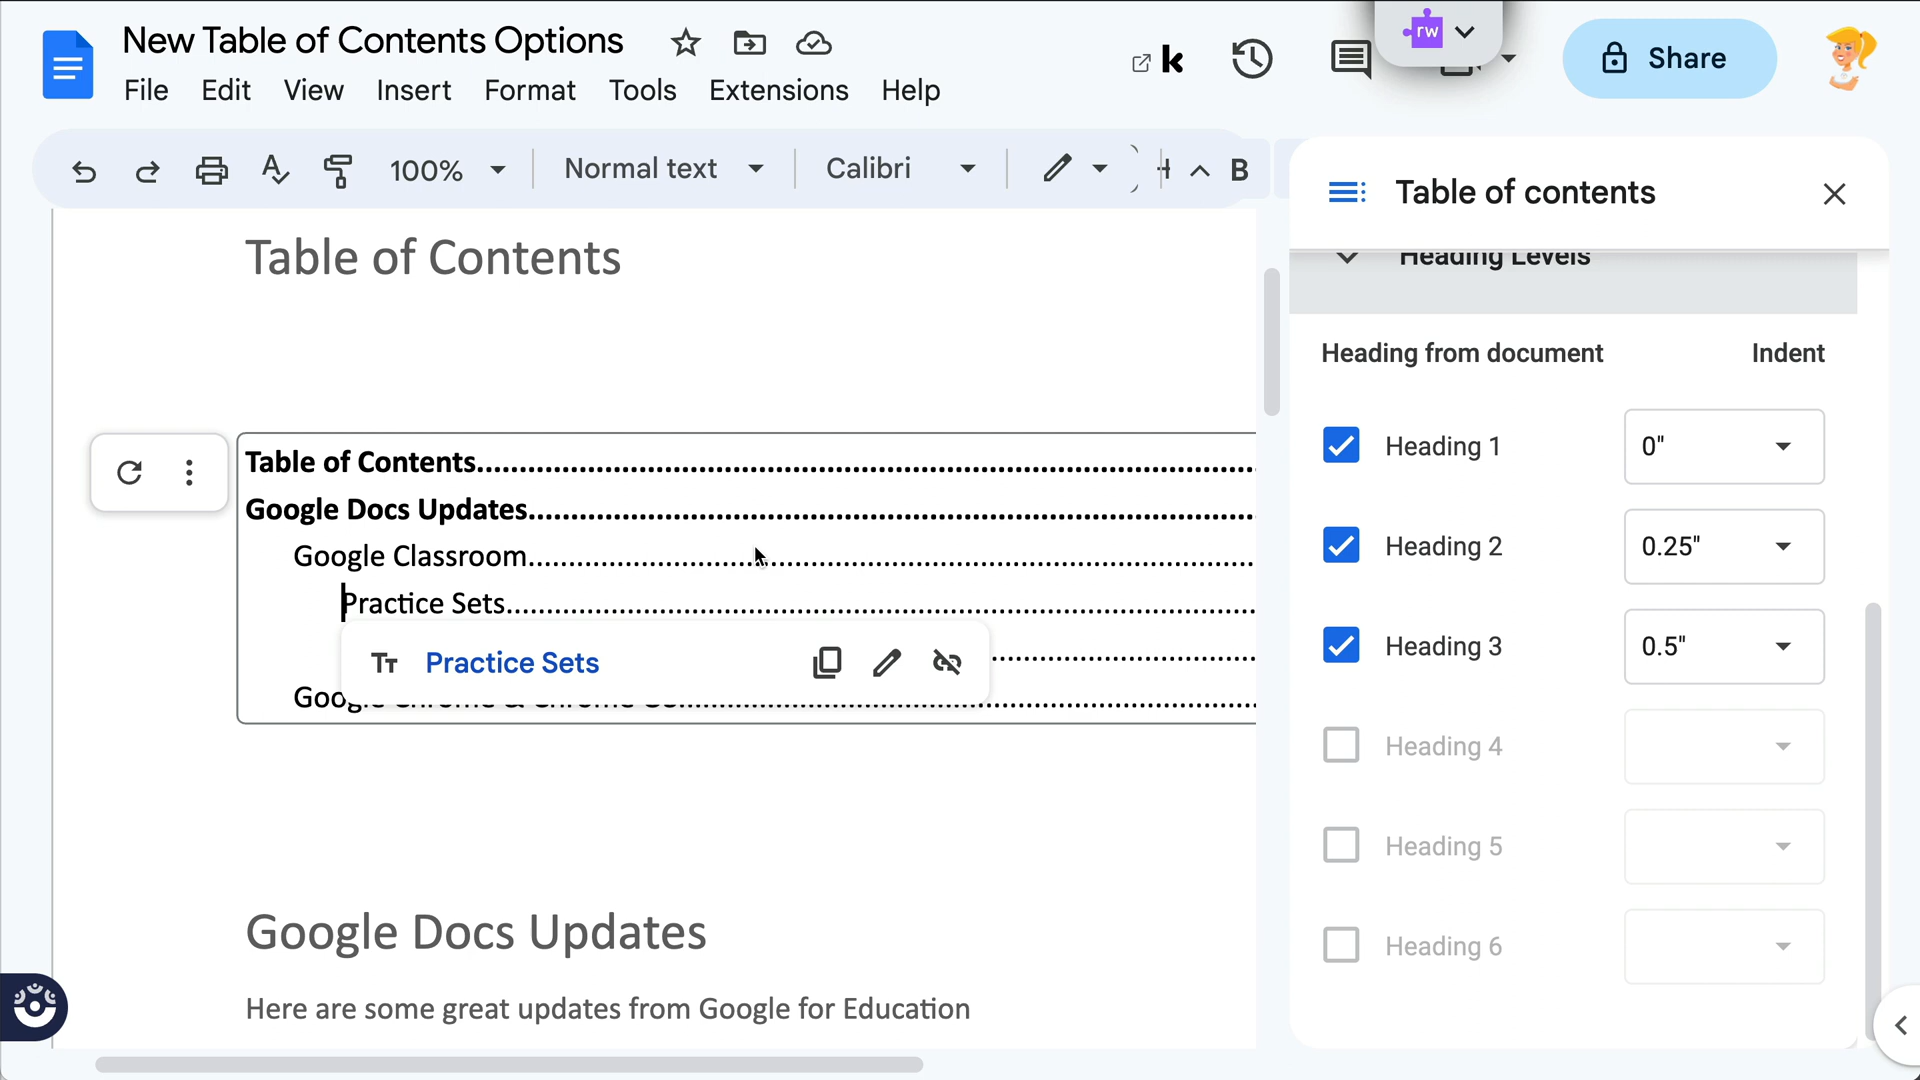 New Table of Contents Options
File Edit View Insert Format Tools Extensions Help
k
rw
Share
100% Normal text Calibri B
Table of contents
Heading Levels
Heading from document Indent
Heading 1 0"
Heading 2 0.25"
Heading 3 0.5"
Heading 4
Heading 5
Heading 6
Table of Contents
Table of Contents
Google Docs Updates
Google Classroom
Practice Sets
Tт Practice Sets
Google Docs Updates
Here are some great updates from Google for Education